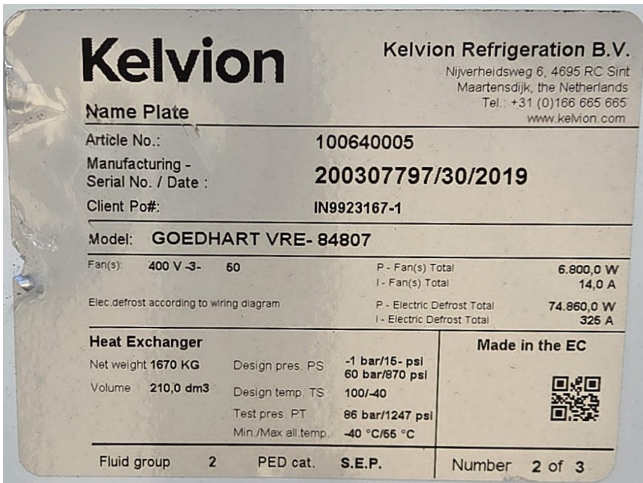 Kelvion
Kelvion Refrigeration B.V.
Nijverheidsweg 6, 4695 RC Sint
Maartensdijk, the Netherlands
Tel.: +31 (0)166 665 665
www.kelvion.com
Name Plate
Article No.: 100640005
Manufacturing -
Serial No. / Date : 200307797/30/2019
Client Po#: IN9923167-1
Model: GOEDHART VRE- 84807
Fan(s): 400 V -3- 50 P - Fan(s) Total 6.800,0 W
I - Fan(s) Total 14,0 A
Elec.defrost according to wiring diagram P - Electric Defrost Total 74.860,0 W
I - Electric Defrost Total 325 A
Heat Exchanger
Made in the EC
Net weight 1670 KG Design pres. PS -1 bar/15- psi
60 bar/870 psi
Volume 210,0 dm3 Design temp. TS 100/-40
Test pres. PT 86 bar/1247 psi
Min./Max all.temp. -40 °C/55 °C
Fluid group 2 PED cat. S.E.P. Number 2 of 3